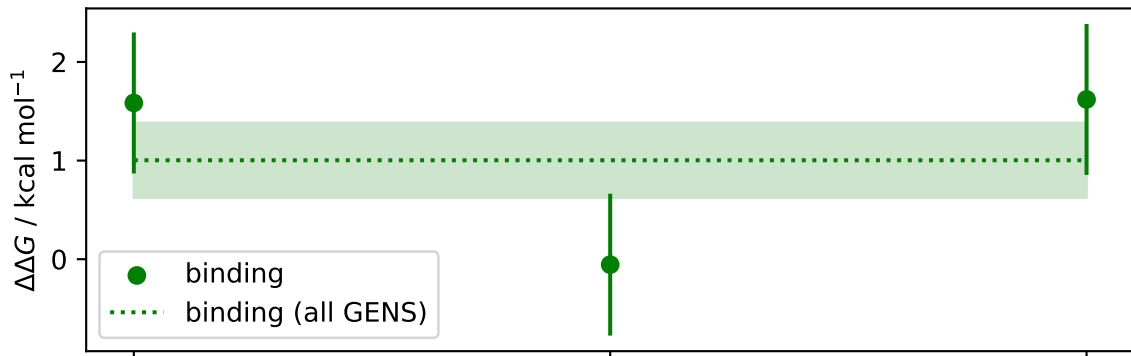 2
1
0
ΔΔG / kcal mol⁻¹
binding
binding (all GENS)